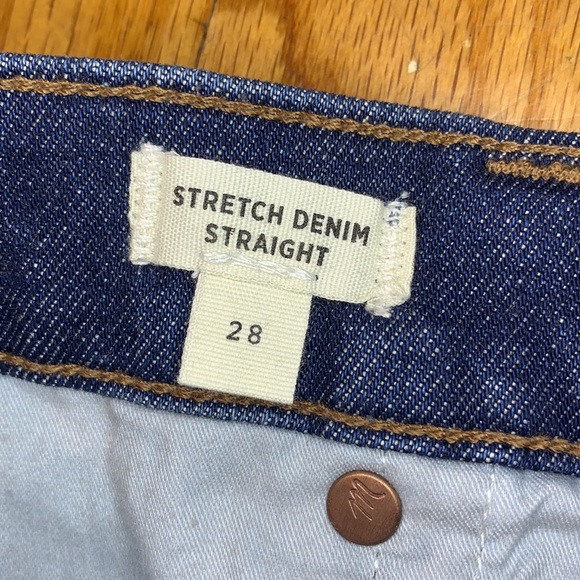 STRETCH DENIM
STRAIGHT
28
m